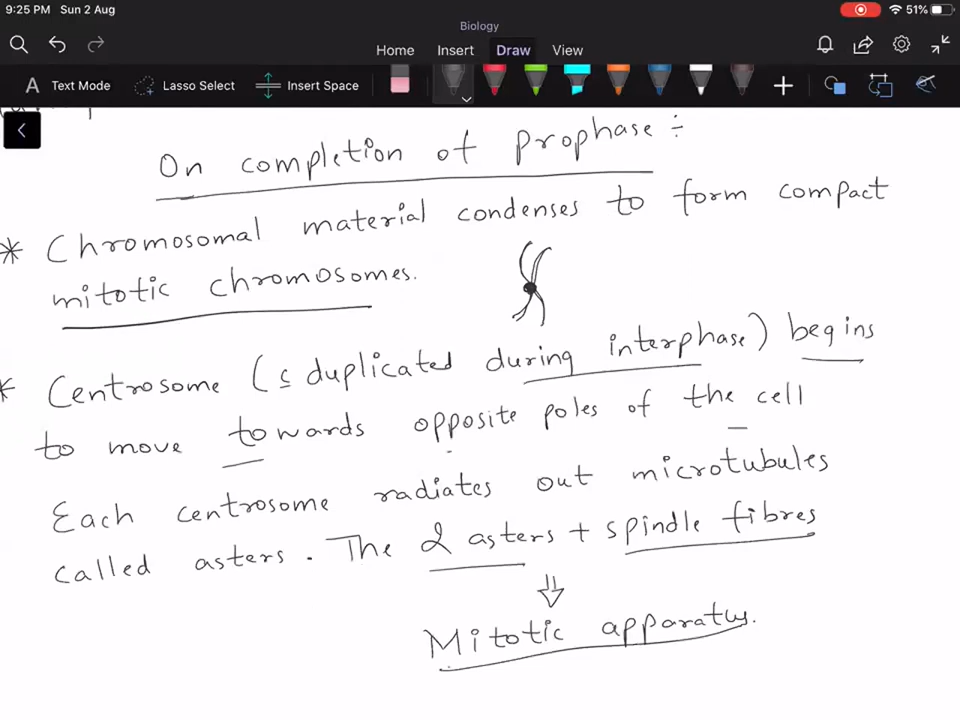 9:25 PM Sun 2 Aug
51%
Biology
Home Insert Draw View
Text Mode Lasso Select Insert Space
On completion of prophase ÷
* Chromosomal material condenses to form compact
mitotic chromosomes.
* Centrosome (s duplicated during interphase) begins
to move towards opposite poles of the cell
Each centrosome radiates out microtubules
called asters. The 2 asters + spindle fibres
⇓
Mitotic apparatus.